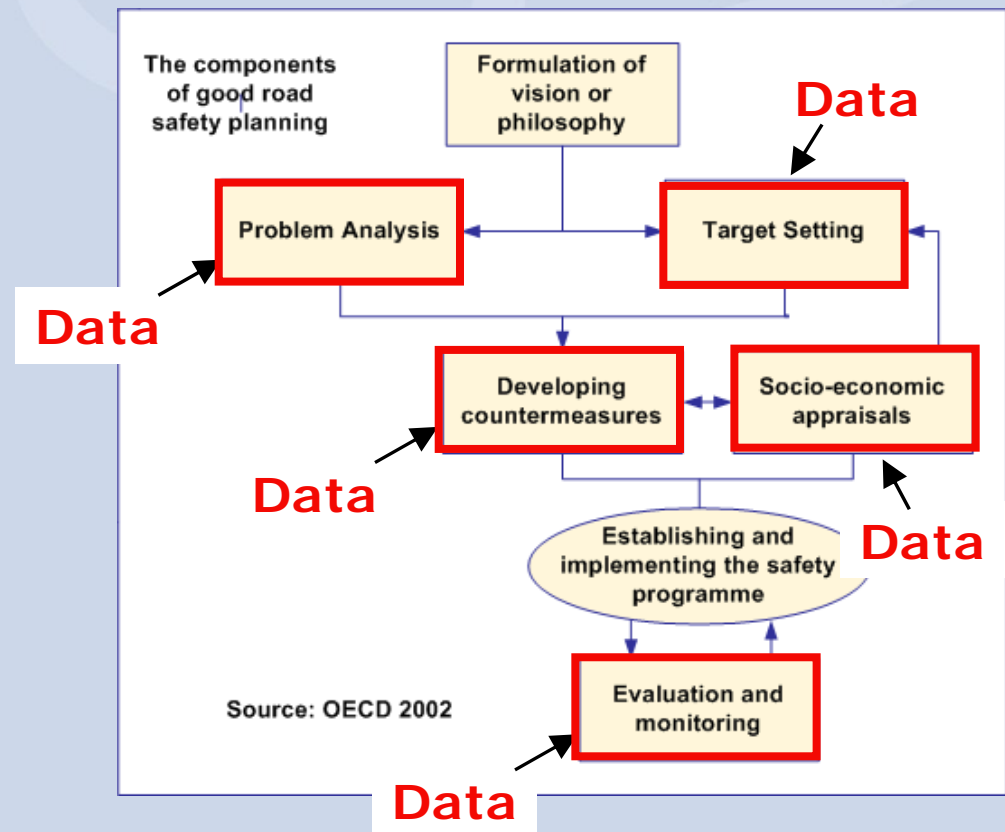 The components
of good road
safety planning
Formulation of
vision or
philosophy
Data
Problem Analysis
Target Setting
Data
Developing
countermeasures
Socio-economic
appraisals
Data
Data
Establishing and
implementing the safety
programme
Source: OECD 2002
Evaluation and
monitoring
Data